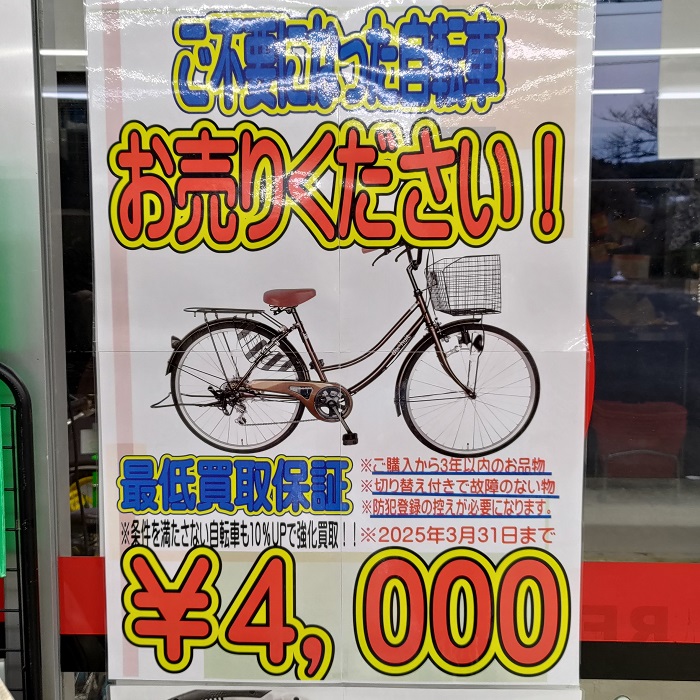 ご不要になった自転車
お売りください！
最低買取保証
※ご購入から3年以内のお品物
※切り替え付きで故障のない物
※防犯登録の控えが必要になります。
※条件を満たさない自転車も10％UPで強化買取！！
※2025年3月31日まで
￥4,000